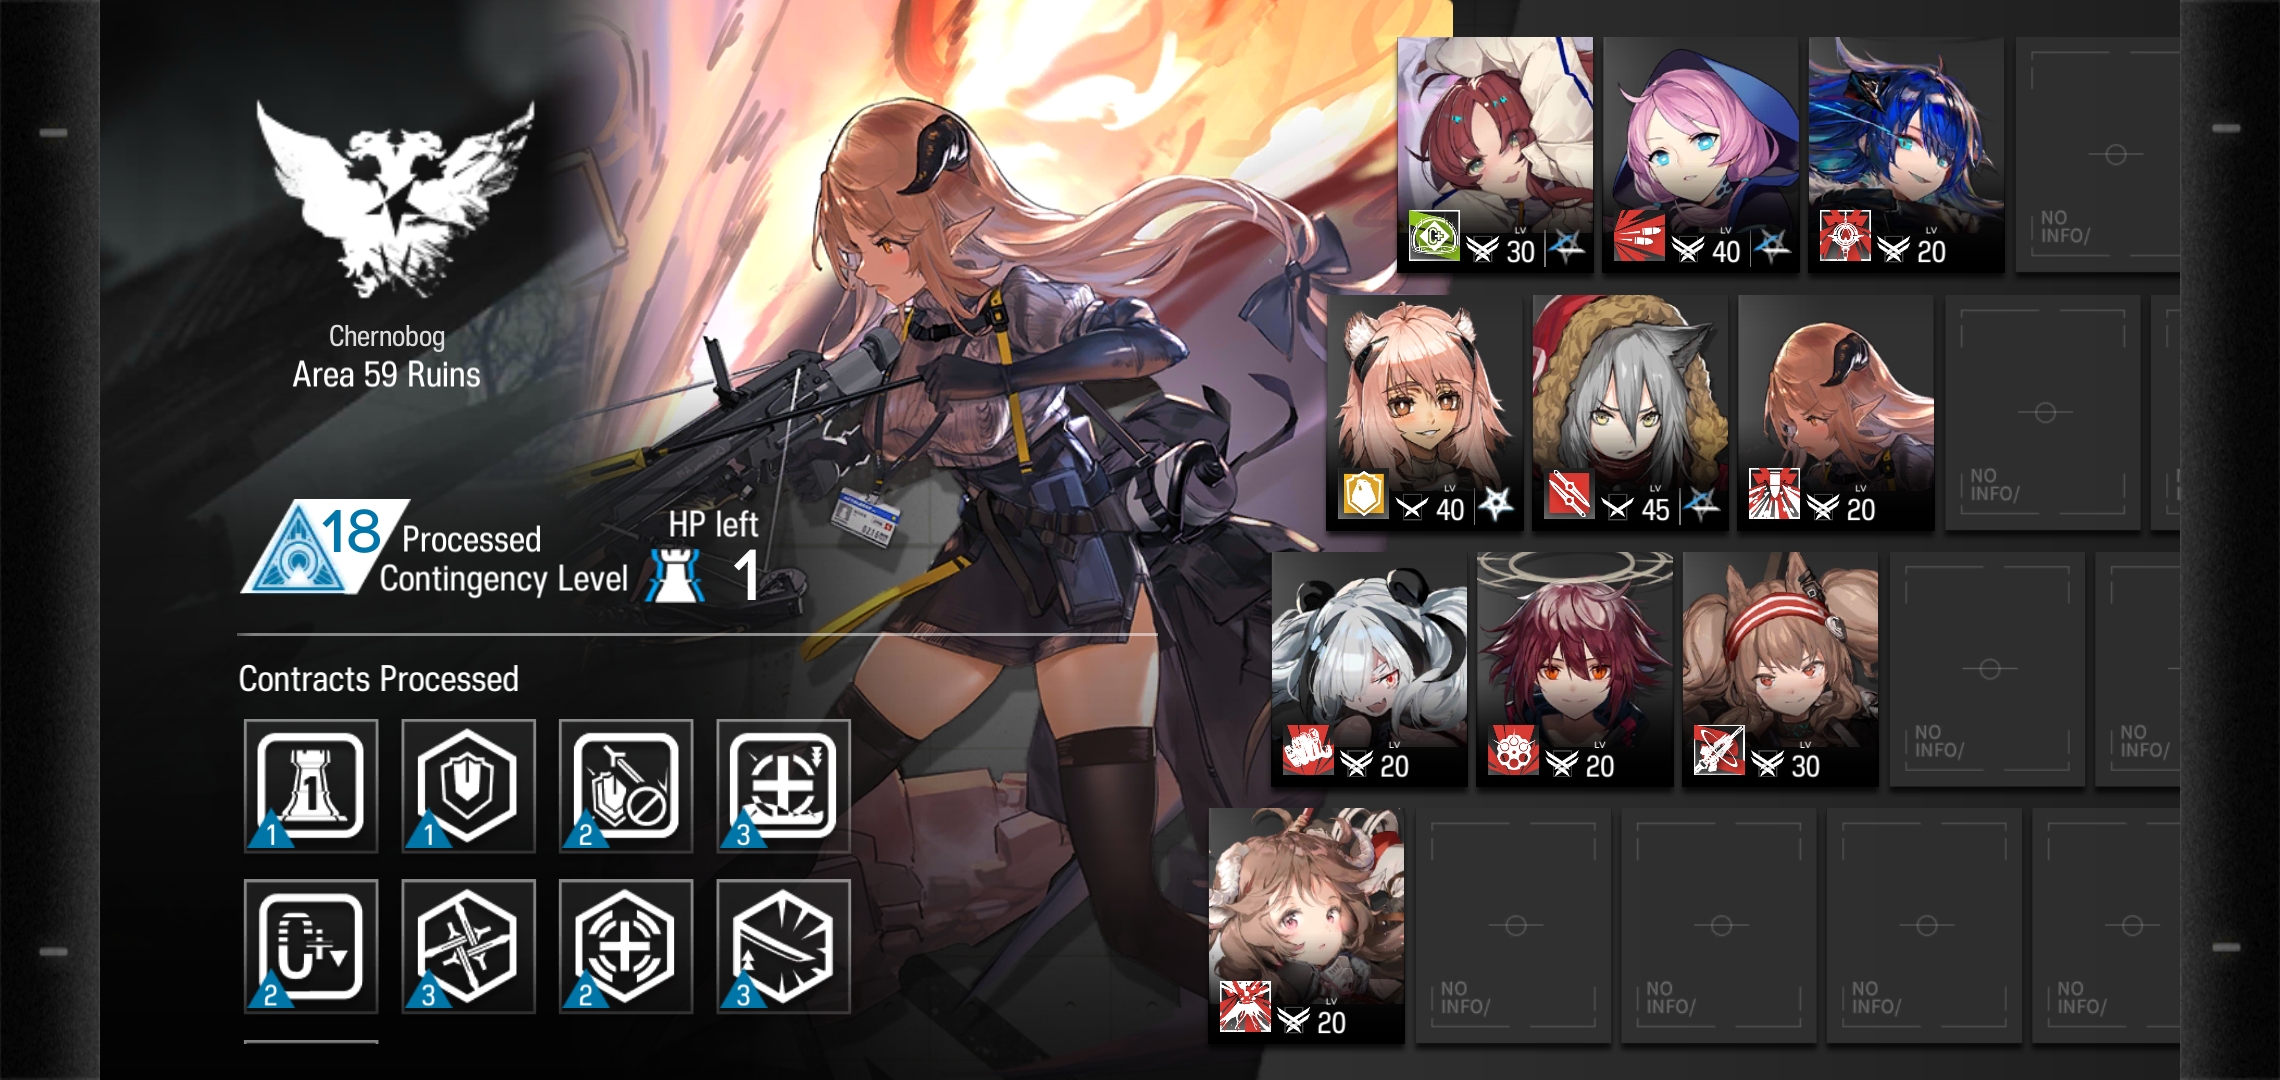 Chernobog
Area 59 Ruins
18
Processed
Contingency Level
HP left
1
Contracts Processed
1
1
1
2
3
2
3
2
3
LV
30
LV
40
LV
20
NO
INFO/
LV
40
LV
45
LV
20
NO
INFO/
LV
20
LV
20
LV
30
NO
INFO/
NO
INFO/
LV
20
NO
INFO/
NO
INFO/
NO
INFO/
NO
INFO/